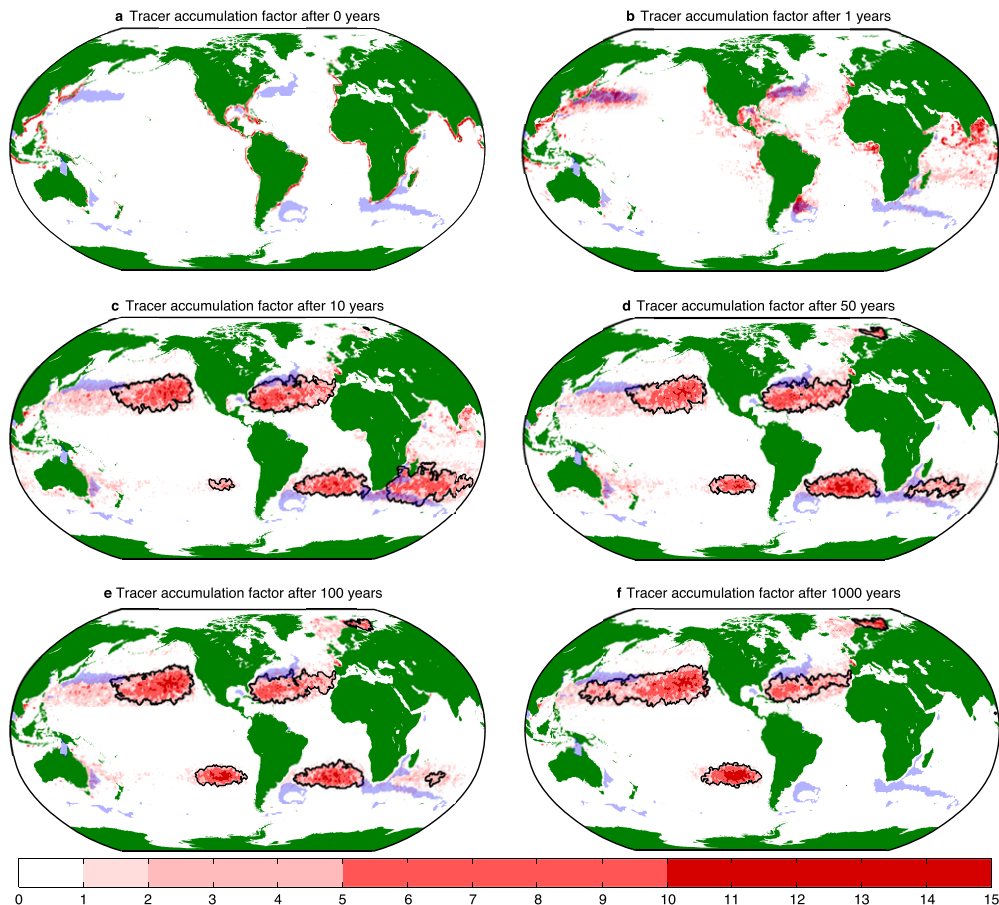 a Tracer accumulation factor after 0 years
b Tracer accumulation factor after 1 years
c Tracer accumulation factor after 10 years
d Tracer accumulation factor after 50 years
e Tracer accumulation factor after 100 years
f Tracer accumulation factor after 1000 years
0 1 2 3 4 5 6 7 8 9 10 11 12 13 14 15